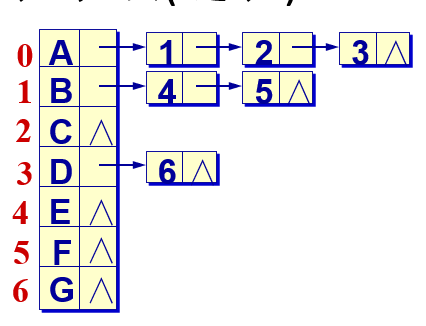 0 A 1 2 3 ∧
1 B 4 5 ∧
2 C ∧
3 D 6 ∧
4 E ∧
5 F ∧
6 G ∧